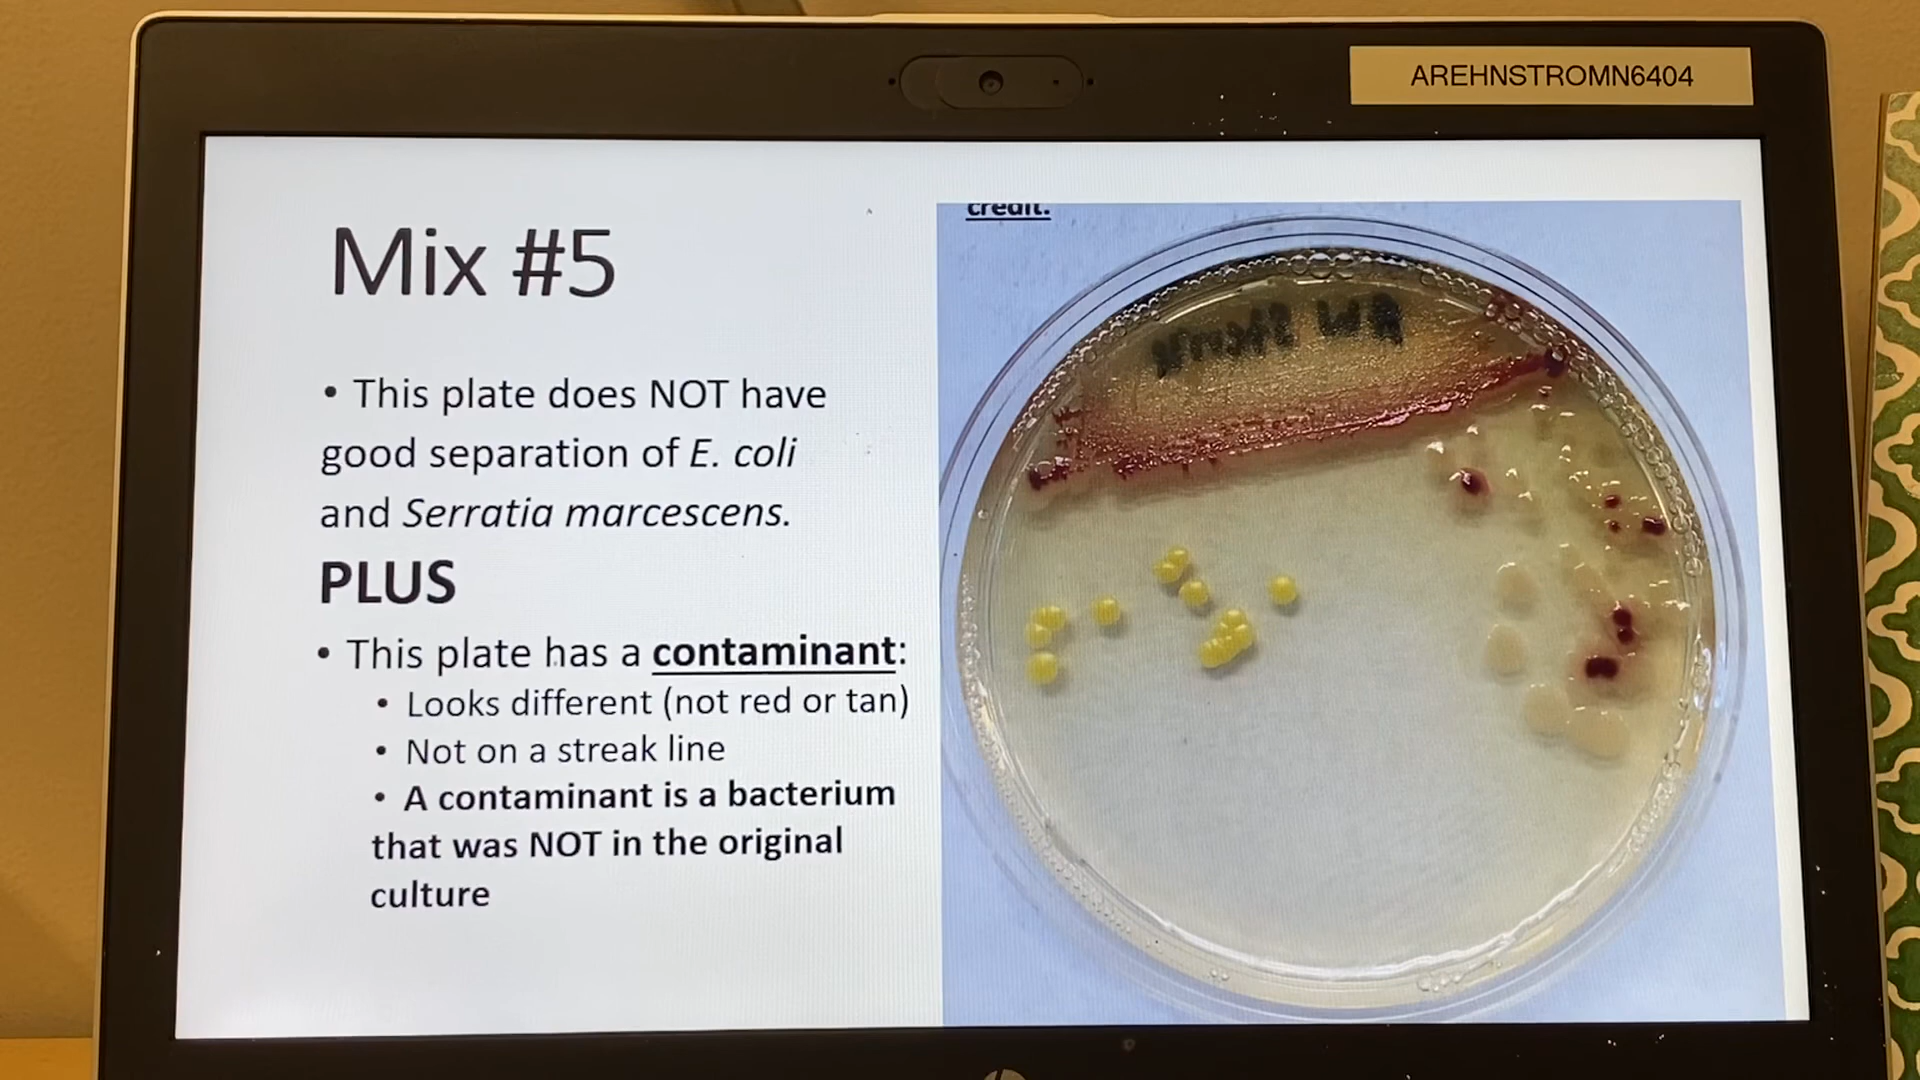 AREHNSTROMN6404
credit.
Mix #5
• This plate does NOT have
good separation of E. coli
and Serratia marcescens.
PLUS
• This plate has a contaminant:
• Looks different (not red or tan)
• Not on a streak line
• A contaminant is a bacterium
that was NOT in the original
culture